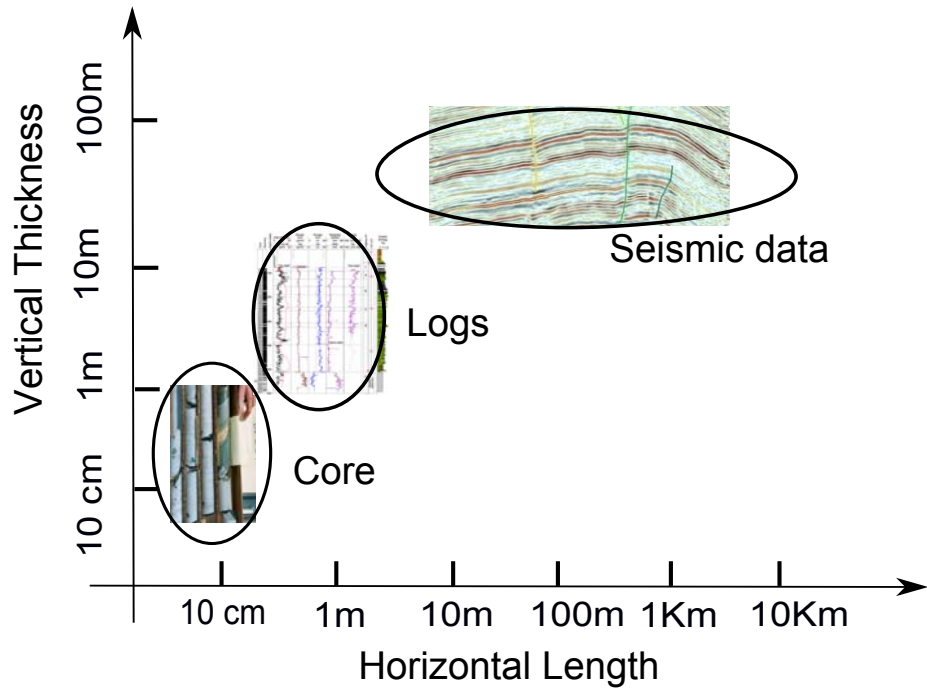 Vertical Thickness
100m
10m
1m
10 cm
Seismic data
Logs
Core
10 cm
1m
10m
100m
1Km
10Km
Horizontal Length